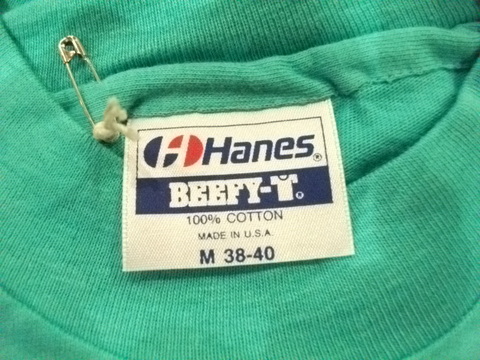 Hanes®
BEEFY-T®
100% COTTON
MADE IN U.S.A.
M 38-40